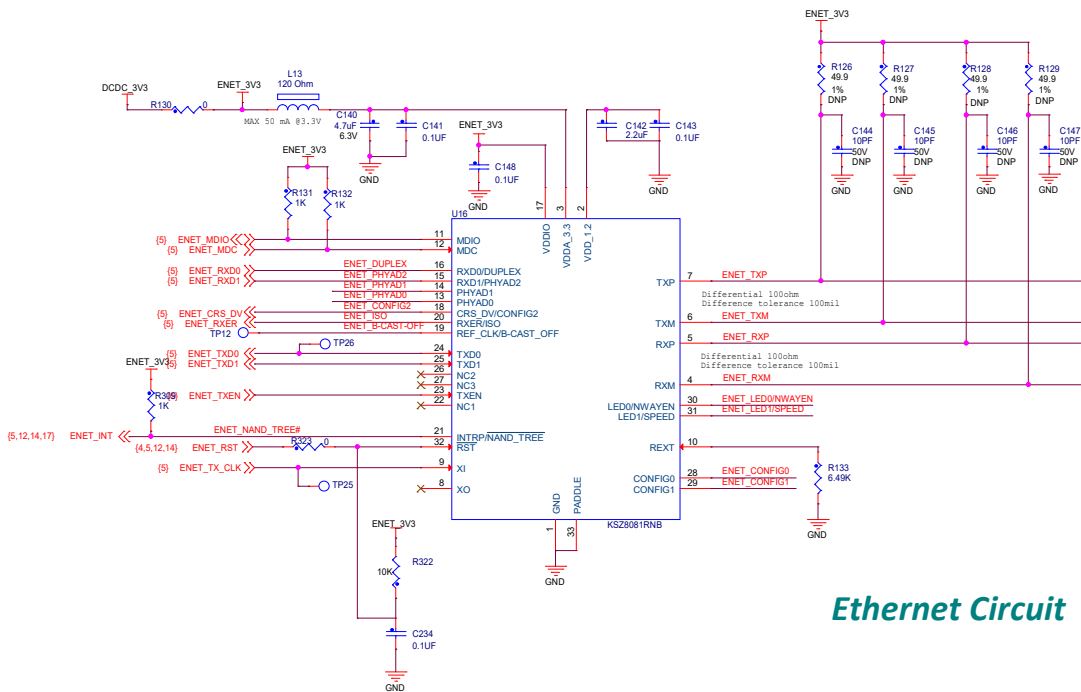 ENET_3V3
R126
49.9
1%
DNP
R127
49.9
1%
DNP
R128
49.9
1%
DNP
R129
49.9
1%
DNP
C144
10PF
50V
DNP
C145
10PF
50V
DNP
C146
10PF
50V
DNP
C147
10PF
50V
DNP
DCDC_3V3
R130
0
ENET_3V3
L13
120 Ohm
MAX 50 mA @3.3V
C140
4.7uF
6.3V
C141
0.1UF
GND
ENET_3V3
C148
0.1UF
GND
C142
2.2uF
C143
0.1UF
GND
GND
GND
GND
GND
ENET_3V3
R131
1K
R132
1K
U16
17
3
2
VDDIO
VDDA_3.3
VDD_1.2
{5} ENET_MDIO
11
MDIO
{5} ENET_MDC
12
MDC
{5} ENET_RXD0
ENET_DUPLEX
16
RXD0/DUPLEX
{5} ENET_RXD1
ENET_PHYAD2
15
RXD1/PHYAD2
ENET_PHYAD1
14
PHYAD1
ENET_PHYAD0
13
PHYAD0
{5} ENET_CRS_DV
ENET_CONFIG2
18
CRS_DV/CONFIG2
{5} ENET_RXER
ENET_ISO
20
RXER/ISO
TP12
ENET_B-CAST-OFF
19
REF_CLK/B-CAST_OFF
TP26
{5} ENET_TXD0
24
TXD0
{5} ENET_TXD1
25
TXD1
26
NC2
27
NC3
ENET_3V3
R309
1K
ENET_TXEN
23
TXEN
22
NC1
{5,12,14,17} ENET_INT
ENET_NAND_TREE#
21
INTRP/NAND_TREE
{4,5,12,14} ENET_RST
R323
0
32
RST
{5} ENET_TX_CLK
9
XI
TP25
8
XO
TXP
7
ENET_TXP
Differential 100ohm
Difference tolerance 100mil
TXM
6
ENET_TXM
RXP
5
ENET_RXP
Differential 100ohm
Difference tolerance 100mil
RXM
4
ENET_RXM
LED0/NWAYEN
30
ENET_LED0/NWAYEN
LED1/SPEED
31
ENET_LED1/SPEED
REXT
10
R133
6.49K
GND
CONFIG0
28
ENET_CONFIG0
CONFIG1
29
ENET_CONFIG1
GND
PADDLE
1
33
KSZ8081RNB
GND
ENET_3V3
R322
10K
C234
0.1UF
GND
Ethernet Circuit